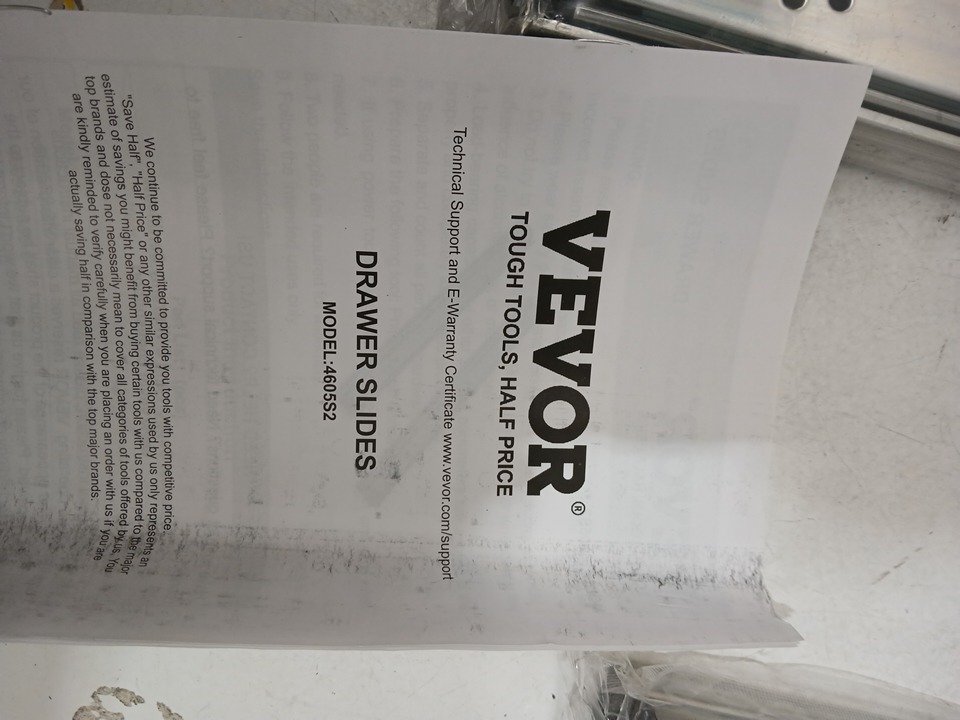 VEVOR®
TOUGH TOOLS, HALF PRICE
Technical Support and E-Warranty Certificate www.vevor.com/support
DRAWER SLIDES
MODEL:4605S2
We continue to be committed to provide you tools with competitive price.
"Save Half", "Half Price" or any other similar expressions used by us only represents an
estimate of savings you might benefit from buying certain tools with us compared to the major
top brands and dose not necessarily mean to cover all categories of tools offered by us. You
are kindly reminded to verify carefully when you are placing an order with us if you are
actually saving half in comparison with the top major brands.